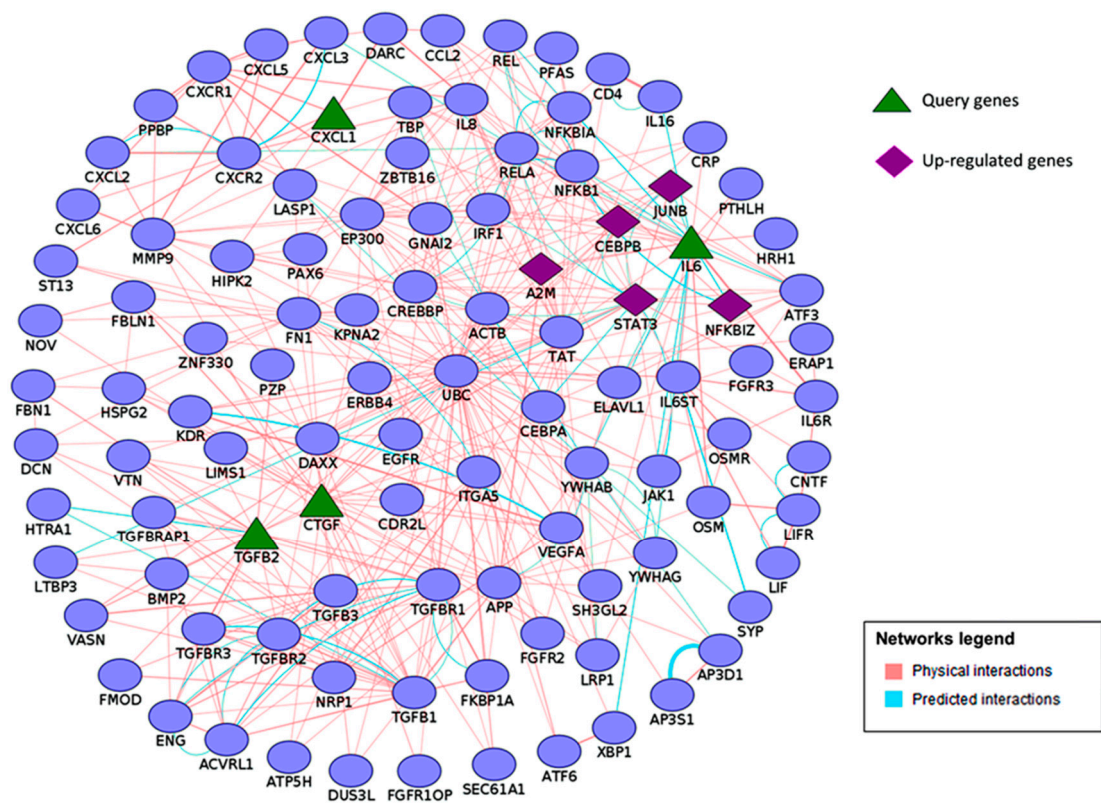 CXCL3
DARC
CCL2
REL
PFAS
CXCL5
CXCR1
CD4
IL16
PPBP
CXCL1
TBP
IL8
NFKBIA
CXCL2
CXCR2
ZBTB16
RELA
NFKB1
CRP
CXCL6
LASP1
JUNB
PTHLH
MMP9
EP300
GNAI2
IRF1
CEBPB
IL6
HRH1
ST13
HIPK2
PAX6
A2M
NOV
FBLN1
FN1
KPNA2
CREBBP
ACTB
TAT
STAT3
NFKBIZ
ATF3
ZNF330
PZP
ERBB4
UBC
ELAVL1
IL6ST
FGFR3
ERAP1
FBN1
HSPG2
KDR
CEBPA
IL6R
DCN
VTN
LIMS1
DAXX
EGFR
ITGA5
YWHAB
JAK1
OSMR
CNTF
HTRA1
TGFBRAP1
TGFB2
CTGF
CDR2L
VEGFA
OSM
LIFR
LTBP3
BMP2
YWHAG
LIF
VASN
TGFB3
TGFBR1
APP
SH3GL2
SYP
TGFBR3
TGFBR2
FGFR2
LRP1
AP3D1
FMOD
NRP1
TGFB1
FKBP1A
AP3S1
ENG
ACVRL1
XBP1
ATP5H
DUS3L
FGFR1OP
SEC61A1
ATF6
Query genes
Up-regulated genes
Networks legend
Physical interactions
Predicted interactions